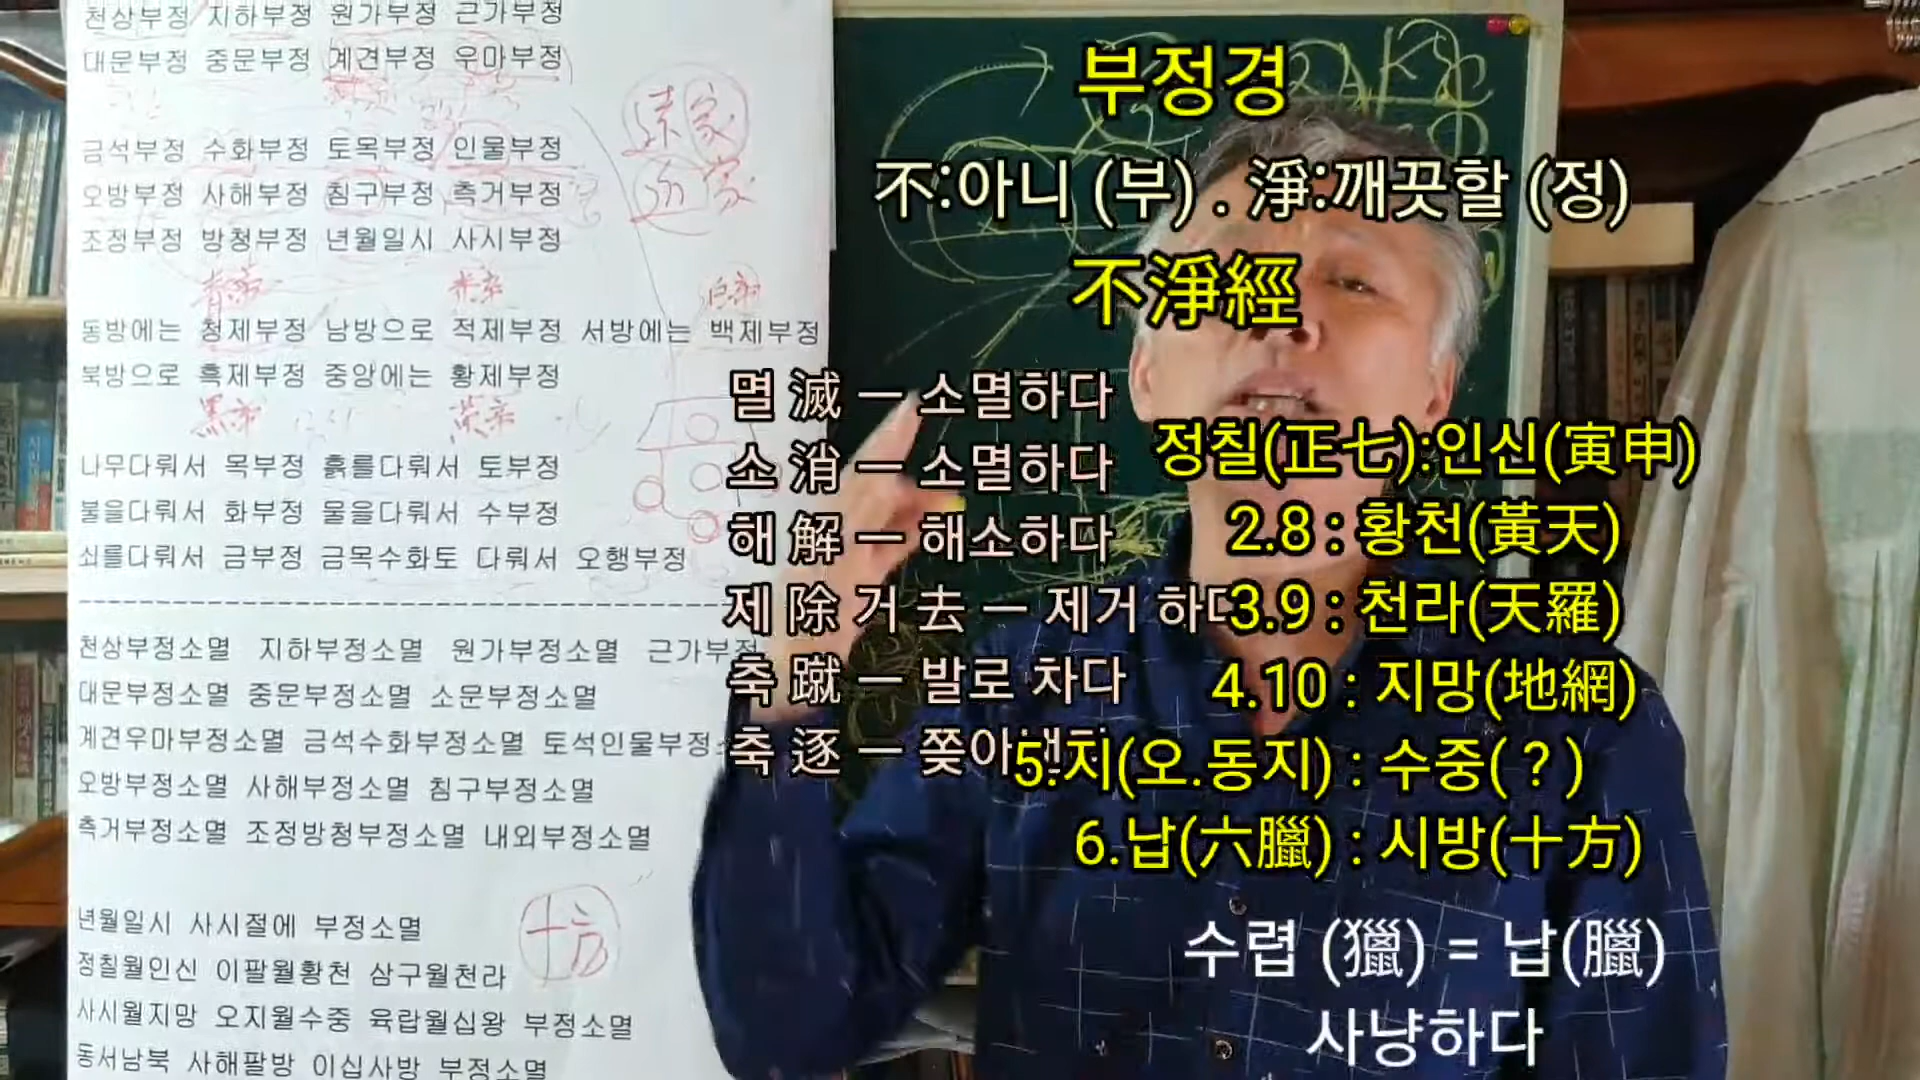 천상부정 지하부정 원가부정 근가부정
대문부정 중문부정 계견부정 우마부정
금석부정 수화부정 토목부정 인물부정
오방부정 사해부정 침구부정 측거부정
조정부정 방청부정 년월일시 사시부정
동방에는 청제부정 남방으로 적제부정 서방에는 백제부정
북방으로 흑제부정 중앙에는 황제부정
나무다뤄서 목부정 흙를다뤄서 토부정
불을다뤄서 화부정 물을다뤄서 수부정
쇠를다뤄서 금부정 금목수화토 다뤄서 오행부정
천상부정소멸 지하부정소멸 원가부정소멸 근가부정
대문부정소멸 중문부정소멸 소문부정소멸
계견우마부정소멸 금석수화부정소멸 토석인물부정
오방부정소멸 사해부정소멸 침구부정소멸
측거부정소멸 조정방청부정소멸 내외부정소멸
년월일시 사시절에 부정소멸
정칠월인신 이팔월황천 삼구월천라
사시월지망 오지월수중 육랍월십왕 부정소멸
동서남북 사해팔방 이십사방 부정소멸
青帝
赤帝
白帝
黑帝
黃帝
十方
부정경
不:아니 (부) . 淨:깨끗할 (정)
不淨經
멸 滅 ー 소멸하다
소 消 ー 소멸하다
해 解 ー 해소하다
제 除 거 去 ー 제거 하다
축 蹴 ー 발로 차다
축 逐 ー 쫒아
정칠(正七):인신(寅申)
2.8 : 황천(黃天)
3.9 : 천라(天羅)
4.10 : 지망(地網)
5.지(오.동지) : 수중( ? )
6.납(六臘) : 시방(十方)
수렵 (獵) = 납(臘)
사냥하다